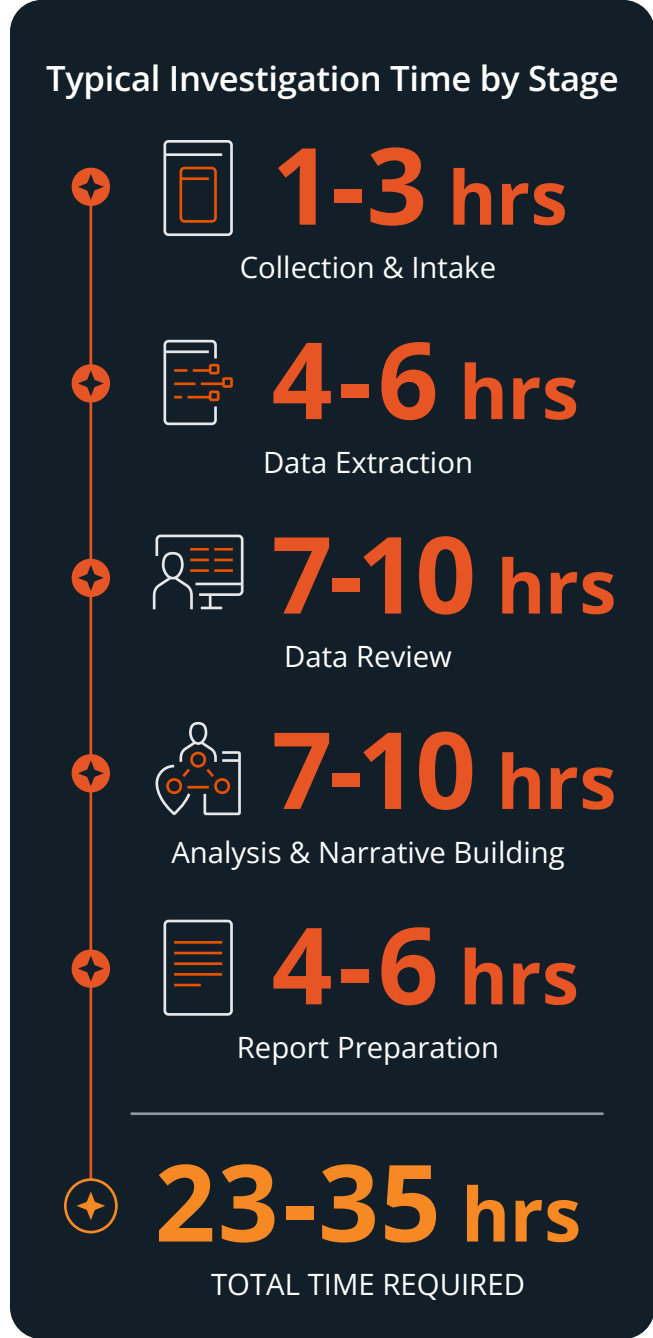 Typical Investigation Time by Stage
1-3 hrs
Collection & Intake
4-6 hrs
Data Extraction
7-10 hrs
Data Review
7-10 hrs
Analysis & Narrative Building
4-6 hrs
Report Preparation
23-35 hrs
TOTAL TIME REQUIRED